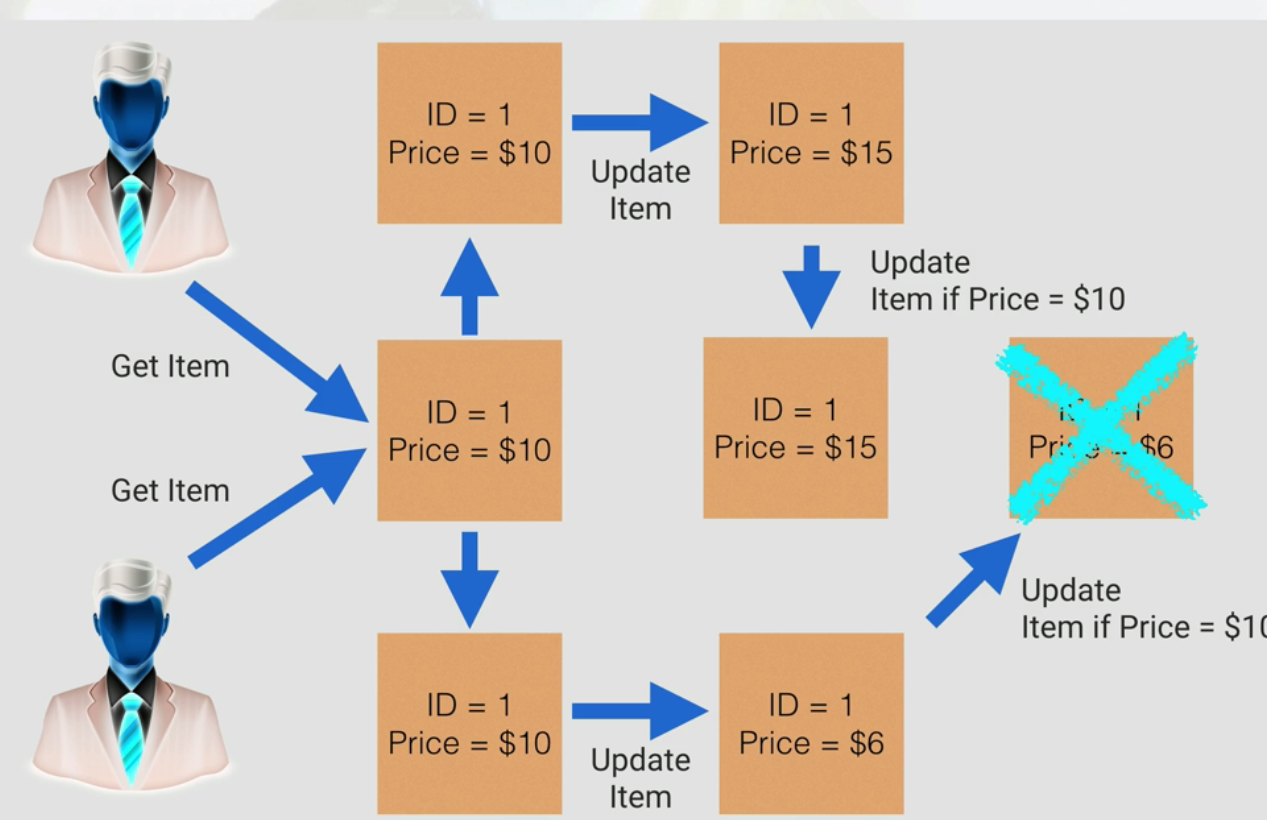 ID = 1
Price = $10
Update
Item
ID = 1
Price = $15
Update
Item if Price = $10
Get Item
Get Item
ID = 1
Price = $10
ID = 1
Price = $15
$6
Update
Item if Price = $10
ID = 1
Price = $10
Update
Item
ID = 1
Price = $6